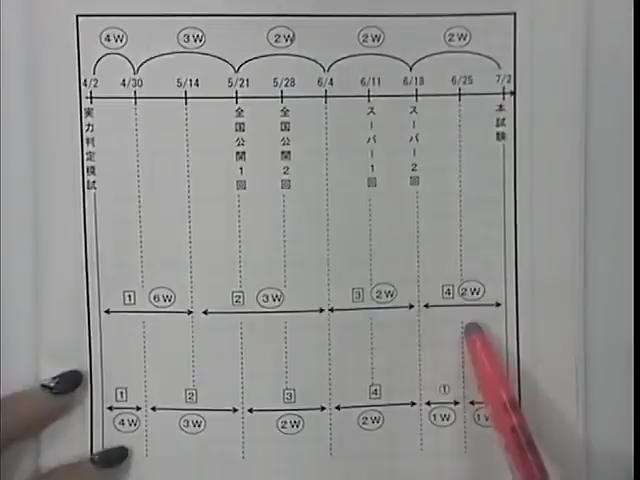 4W 3W 2W 2W 2W
4/2 4/30 5/14 5/21 5/28 6/4 6/11 6/18 6/25 7/2
実力判定模試
全国公開1回
全国公開2回
スーパー1回
スーパー2回
本試験
1 6W 2 3W 3 2W 4 2W
1 2 3 4 ①
4W 3W 2W 2W 1W 1W